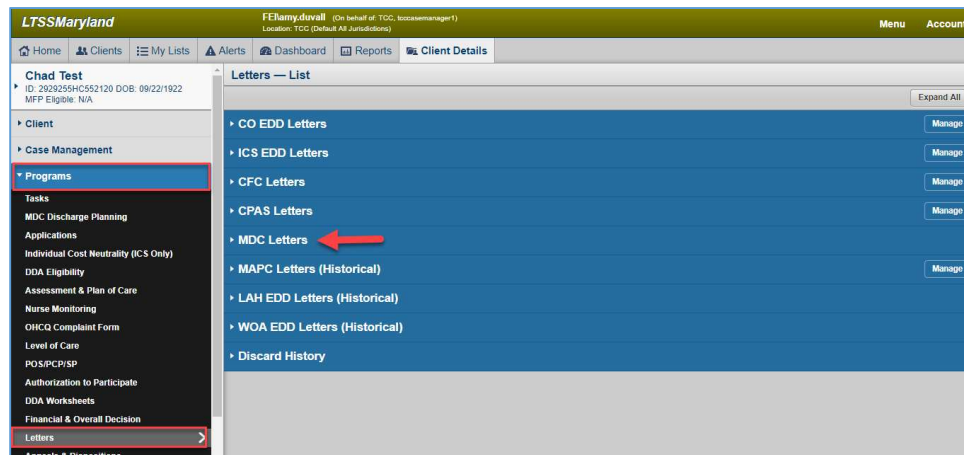 LTSSMaryland
FEI\amy.duvall (On behalf of: TCC, tcccasemanager1)
Location: TCC (Default All Jurisdictions)
Menu
Account
Home
Clients
My Lists
Alerts
Dashboard
Reports
Client Details
Chad Test
ID: 2929255HC552120 DOB: 09/22/1922
MFP Eligible: N/A
Client
Case Management
Programs
Tasks
MDC Discharge Planning
Applications
Individual Cost Neutrality (ICS Only)
DDA Eligibility
Assessment & Plan of Care
Nurse Monitoring
OHCQ Complaint Form
Level of Care
POS/PCP/SP
Authorization to Participate
DDA Worksheets
Financial & Overall Decision
Letters
Appeals & Dispositions
Letters — List
Expand All
CO EDD Letters
Manage
ICS EDD Letters
Manage
CFC Letters
Manage
CPAS Letters
Manage
MDC Letters
MAPC Letters (Historical)
Manage
LAH EDD Letters (Historical)
WOA EDD Letters (Historical)
Discard History